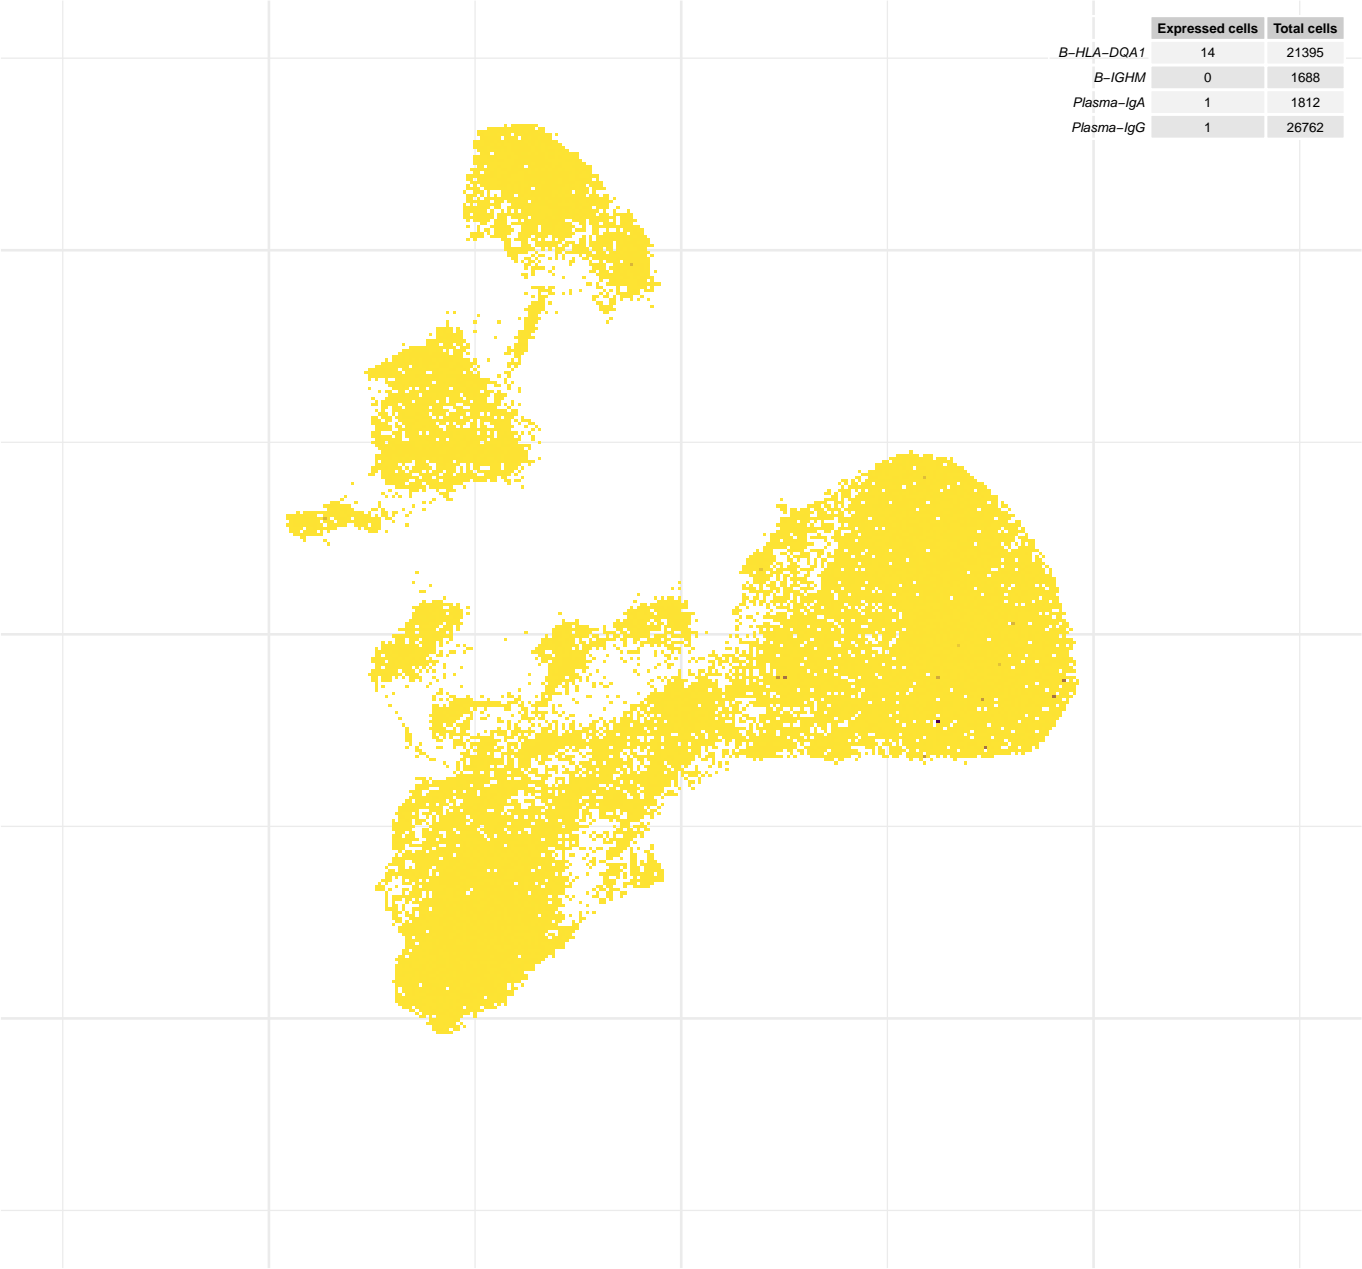 Expressed cells Total cells
B−HLA−DQA1 14 21395
B−IGHM 0 1688
Plasma−IgA 1 1812
Plasma−IgG 1 26762